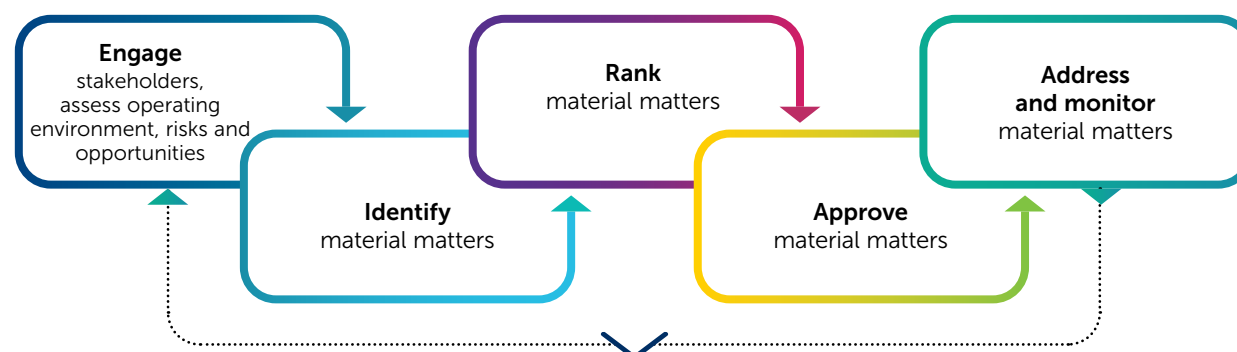 Engage
stakeholders,
assess operating
environment, risks and
opportunities
Identify
material matters
Rank
material matters
Approve
material matters
Address
and monitor
material matters